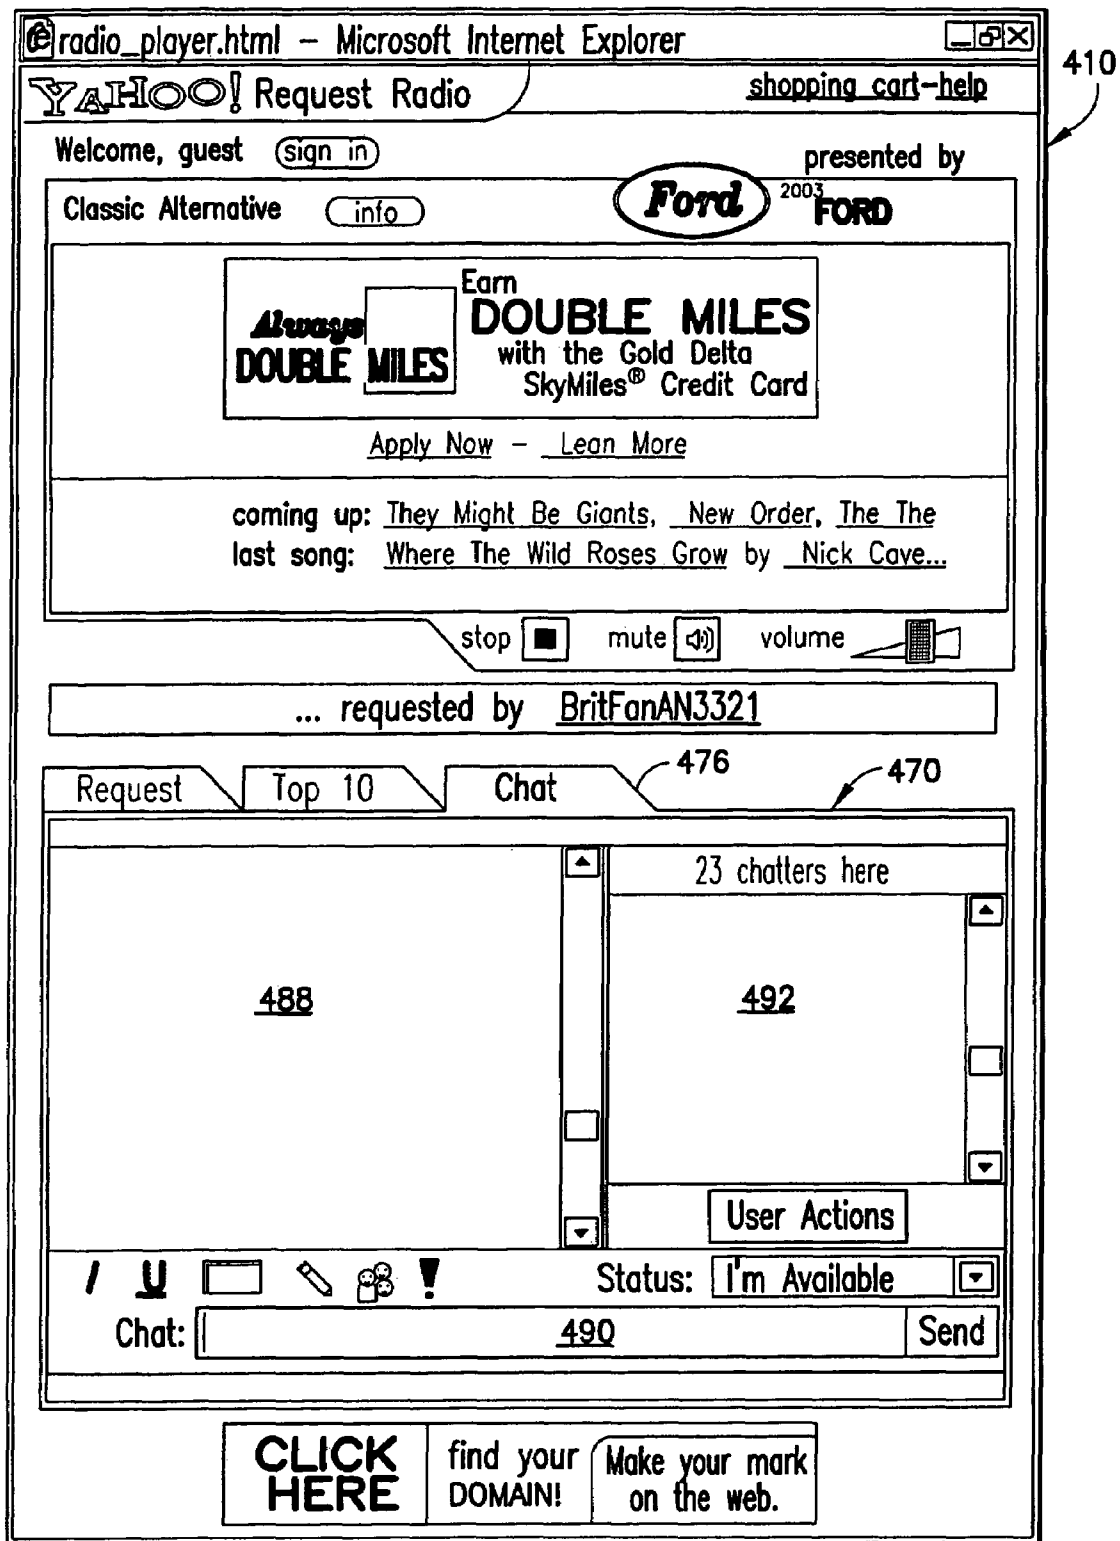 radio_player.html – Microsoft Internet Explorer
410
YAHOO! Request Radio
shopping cart-help
Welcome, guest sign in
presented by
Classic Alternative info
Ford 2003 FORD
Always
DOUBLE MILES
Earn
DOUBLE MILES
with the Gold Delta
SkyMiles® Credit Card
Apply Now – Lean More
coming up: They Might Be Giants, New Order, The The
last song: Where The Wild Roses Grow by Nick Cave...
stop mute volume
... requested by BritFanAN3321
Request Top 10 Chat 476 470
23 chatters here
488
492
User Actions
I U ! Status: I'm Available
Chat: 490 Send
CLICK
HERE
find your
DOMAIN!
Make your mark
on the web.